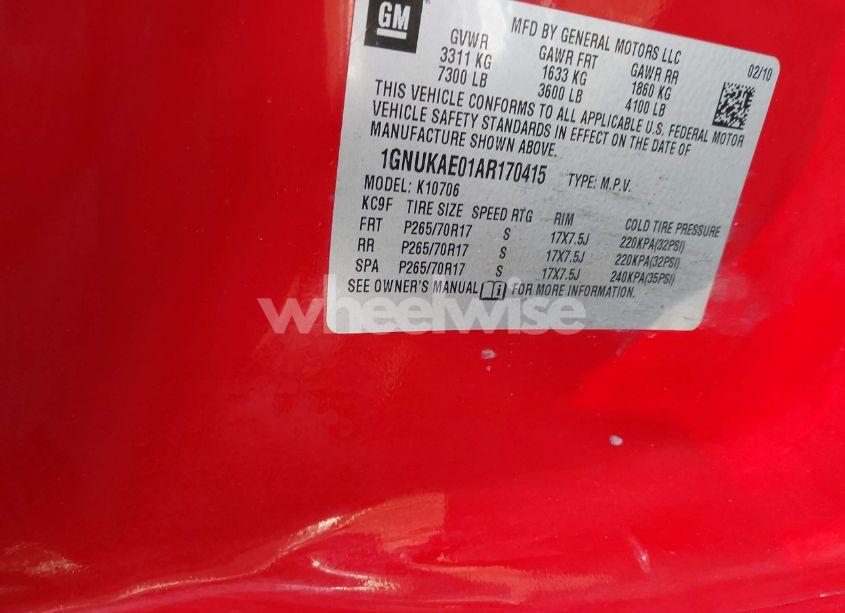 GM
MFD BY GENERAL MOTORS LLC
02/10
GVWR GAWR FRT GAWR RR
3311 KG 1633 KG 1860 KG
7300 LB 3600 LB 4100 LB
THIS VEHICLE CONFORMS TO ALL APPLICABLE U.S. FEDERAL MOTOR
VEHICLE SAFETY STANDARDS IN EFFECT ON THE DATE OF
MANUFACTURE SHOWN ABOVE.
1GNUKAE01AR170415 TYPE: M.P.V.
MODEL: K10706
KC9F TIRE SIZE SPEED RTG RIM COLD TIRE PRESSURE
FRT P265/70R17 S 17X7.5J 220KPA(32PSI)
RR P265/70R17 S 17X7.5J 220KPA(32PSI)
SPA P265/70R17 S 17X7.5J 240KPA(35PSI)
SEE OWNER'S MANUAL FOR MORE INFORMATION.
wheelwise